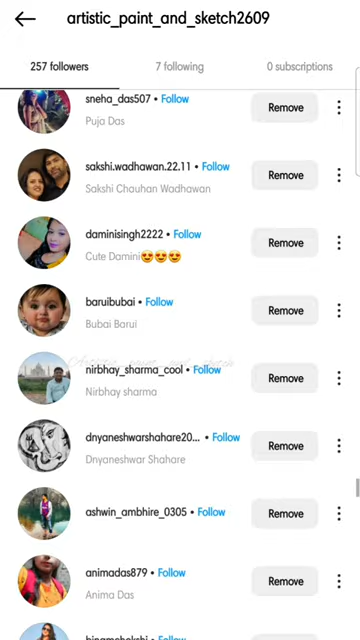 artistic_paint_and_sketch2609
257 followers
7 following
0 subscriptions
sneha_das507 • Follow
Puja Das
Remove
sakshi.wadhawan.22.11 • Follow
Sakshi Chauhan Wadhawan
Remove
daminisingh2222 • Follow
Cute Damini😍😍😍
Remove
baruibubai • Follow
Bubai Barui
Remove
Artistic_paint_and_sketch
nirbhay_sharma_cool • Follow
Nirbhay sharma
Remove
dnyaneshwarshahare20... • Follow
Dnyaneshwar Shahare
Remove
ashwin_ambhire_0305 • Follow
Remove
animadas879 • Follow
Anima Das
Remove
• Follow